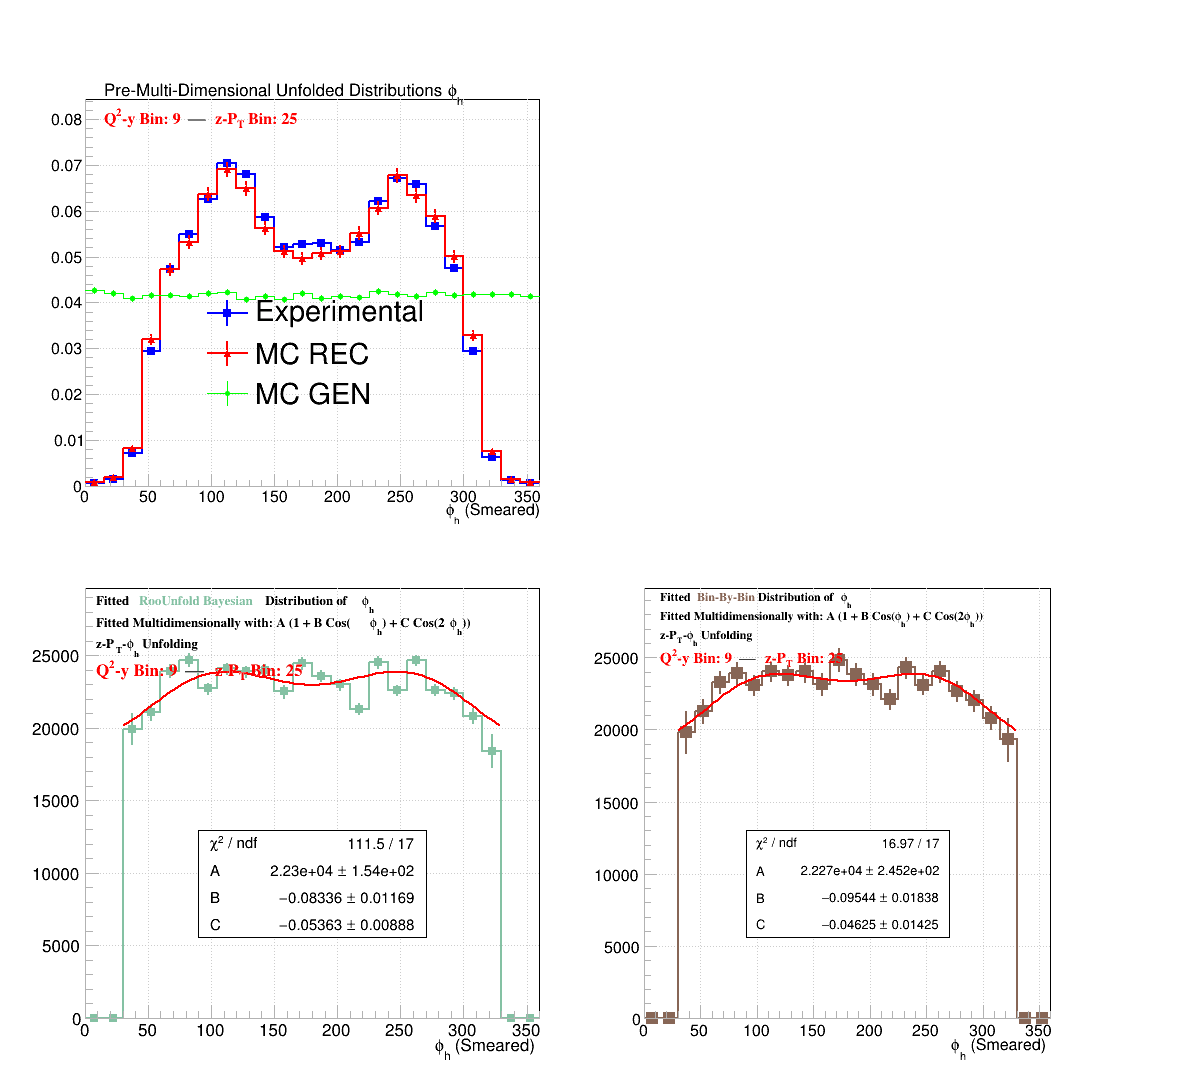 Pre-Multi-Dimensional Unfolded Distributions ϕh
Q²-y Bin: 9 — z-PT Bin: 25
0.08
0.07
0.06
0.05
0.04
0.03
0.02
0.01
0
Experimental
MC REC
MC GEN
0 50 100 150 200 250 300 350
ϕh (Smeared)
Fitted RooUnfold Bayesian Distribution of ϕh
Fitted Multidimensionally with: A (1 + B Cos( ϕh) + C Cos(2 ϕh))
z-PT-ϕh Unfolding
Q²-y Bin: 9 — z-PT Bin: 25
25000
20000
15000
10000
5000
0
χ² / ndf 111.5 / 17
A 2.23e+04 ± 1.54e+02
B −0.08336 ± 0.01169
C −0.05363 ± 0.00888
0 50 100 150 200 250 300 350
ϕh (Smeared)
Fitted Bin-By-Bin Distribution of ϕh
Fitted Multidimensionally with: A (1 + B Cos(ϕh) + C Cos(2ϕh))
z-PT-ϕh Unfolding
Q²-y Bin: 9 — z-PT Bin: 25
25000
20000
15000
10000
5000
0
χ² / ndf 16.97 / 17
A 2.227e+04 ± 2.452e+02
B −0.09544 ± 0.01838
C −0.04625 ± 0.01425
0 50 100 150 200 250 300 350
ϕh (Smeared)